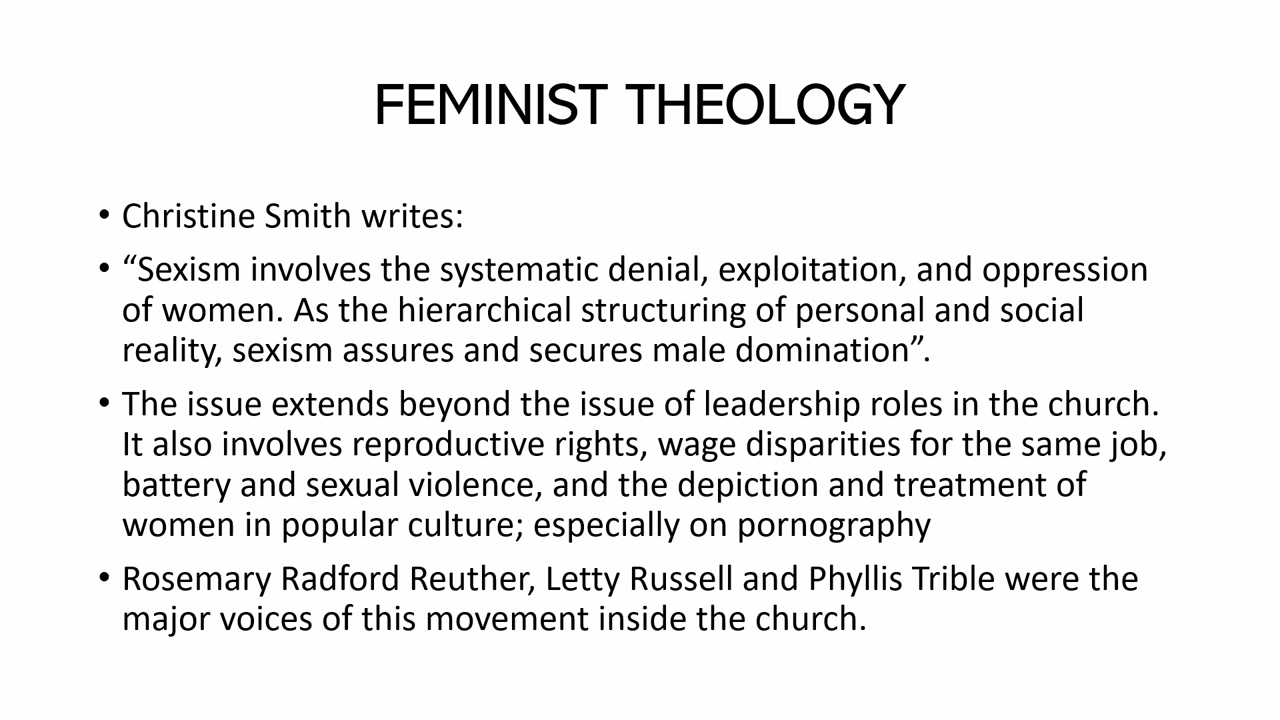 FEMINIST THEOLOGY
• Christine Smith writes:
• “Sexism involves the systematic denial, exploitation, and oppression
of women. As the hierarchical structuring of personal and social
reality, sexism assures and secures male domination”.
• The issue extends beyond the issue of leadership roles in the church.
It also involves reproductive rights, wage disparities for the same job,
battery and sexual violence, and the depiction and treatment of
women in popular culture; especially on pornography
• Rosemary Radford Reuther, Letty Russell and Phyllis Trible were the
major voices of this movement inside the church.